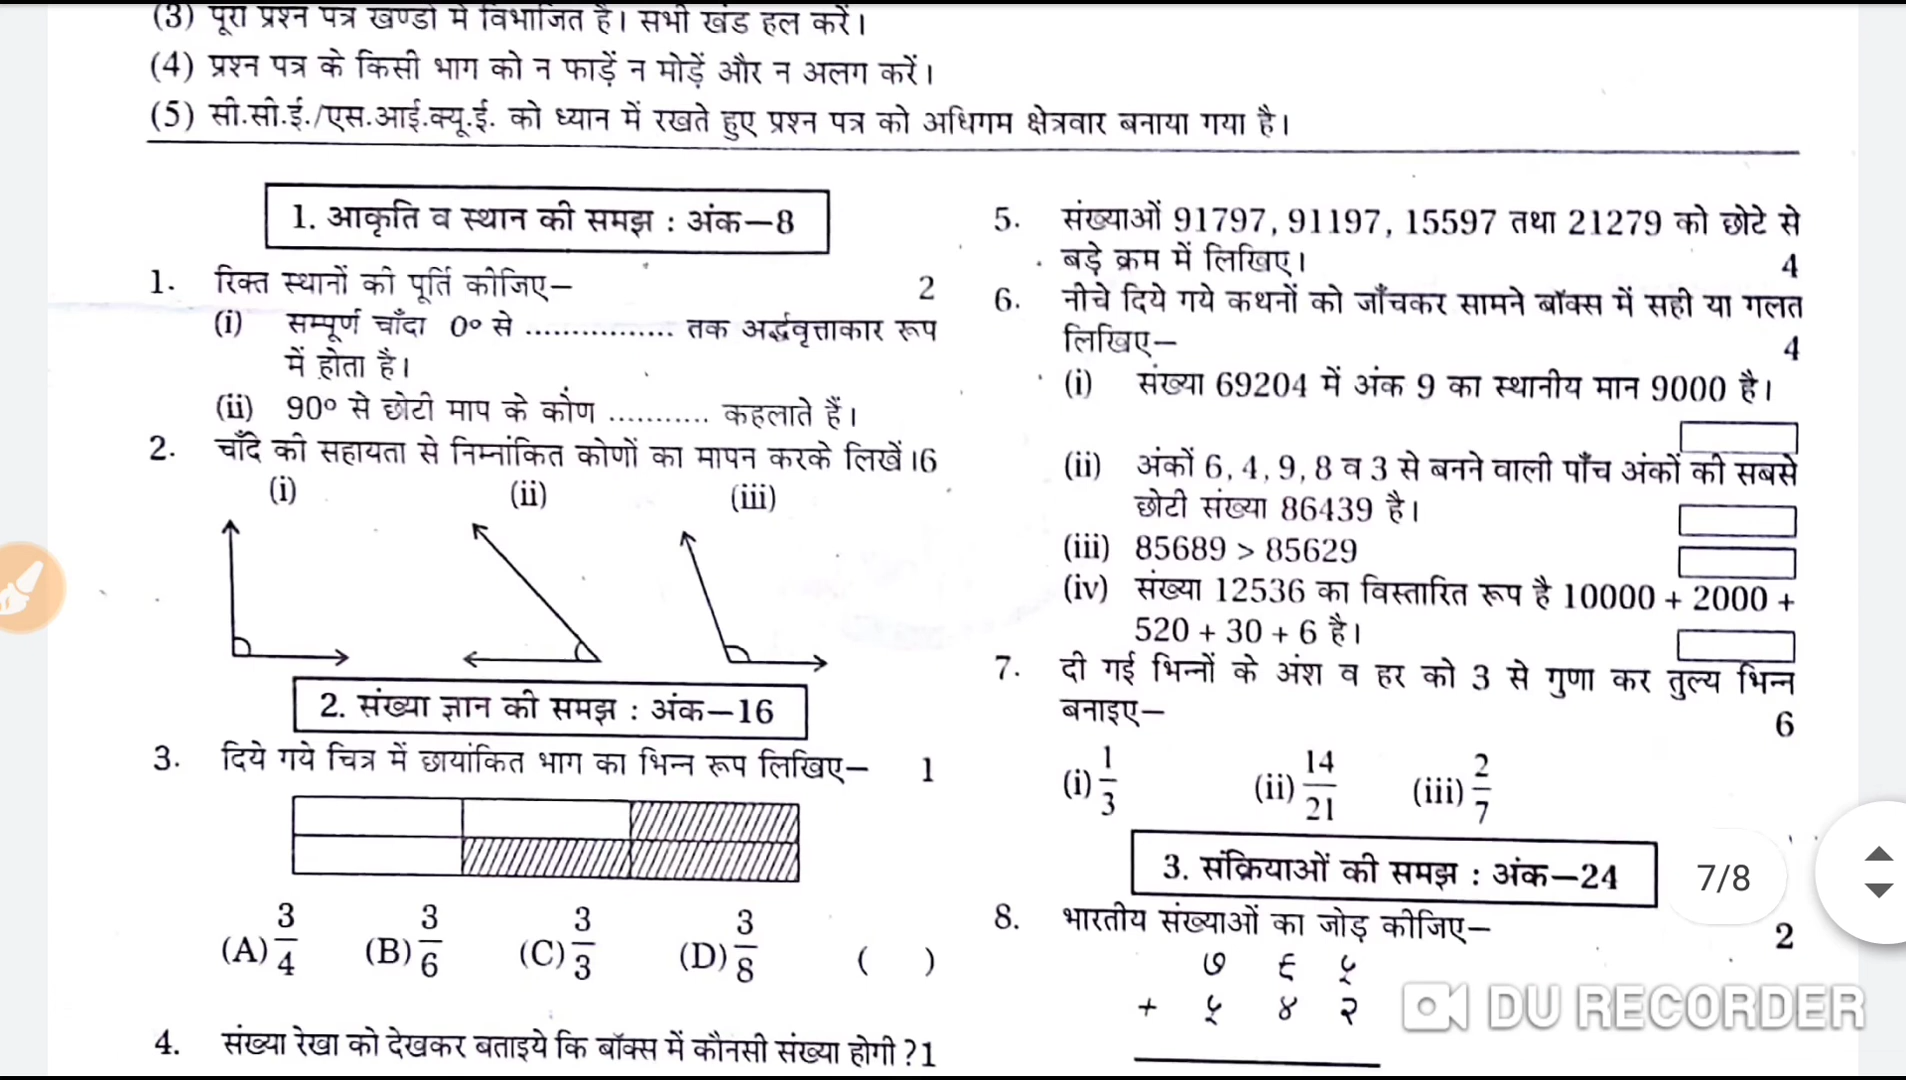 (3) पूरा प्रश्न पत्र खण्डों में विभाजित है। सभी खंड हल करें।
(4) प्रश्न पत्र के किसी भाग को न फाड़ें न मोड़ें और न अलग करें।
(5) सी.सी.ई./एस.आई.क्यू.ई. को ध्यान में रखते हुए प्रश्न पत्र को अधिगम क्षेत्रवार बनाया गया है।
1. आकृति व स्थान की समझ : अंक–8
1. रिक्त स्थानों की पूर्ति कीजिए– 2
(i) सम्पूर्ण चाँदा 0° से ................ तक अर्द्धवृत्ताकार रूप
में होता है।
(ii) 90° से छोटी माप के कोण ........... कहलाते हैं।
2. चाँदे की सहायता से निम्नांकित कोणों का मापन करके लिखें।6
(i) (ii) (iii)
2. संख्या ज्ञान की समझ : अंक–16
3. दिये गये चित्र में छायांकित भाग का भिन्न रूप लिखिए– 1
(A) 3/4 (B) 3/6 (C) 3/3 (D) 3/8 ( )
4. संख्या रेखा को देखकर बताइये कि बॉक्स में कौनसी संख्या होगी ?1
5. संख्याओं 91797, 91197, 15597 तथा 21279 को छोटे से
बड़े क्रम में लिखिए। 4
6. नीचे दिये गये कथनों को जाँचकर सामने बॉक्स में सही या गलत
लिखिए– 4
(i) संख्या 69204 में अंक 9 का स्थानीय मान 9000 है।
(ii) अंकों 6, 4, 9, 8 व 3 से बनने वाली पाँच अंकों की सबसे
छोटी संख्या 86439 है।
(iii) 85689 > 85629
(iv) संख्या 12536 का विस्तारित रूप है 10000 + 2000 +
520 + 30 + 6 है।
7. दी गई भिन्नों के अंश व हर को 3 से गुणा कर तुल्य भिन्न
बनाइए– 6
(i) 1/3 (ii) 14/21 (iii) 2/7
3. संक्रियाओं की समझ : अंक–24
7/8
8. भारतीय संख्याओं का जोड़ कीजिए– 2
७ ६ ५
+ ५ ४ २
DU RECORDER